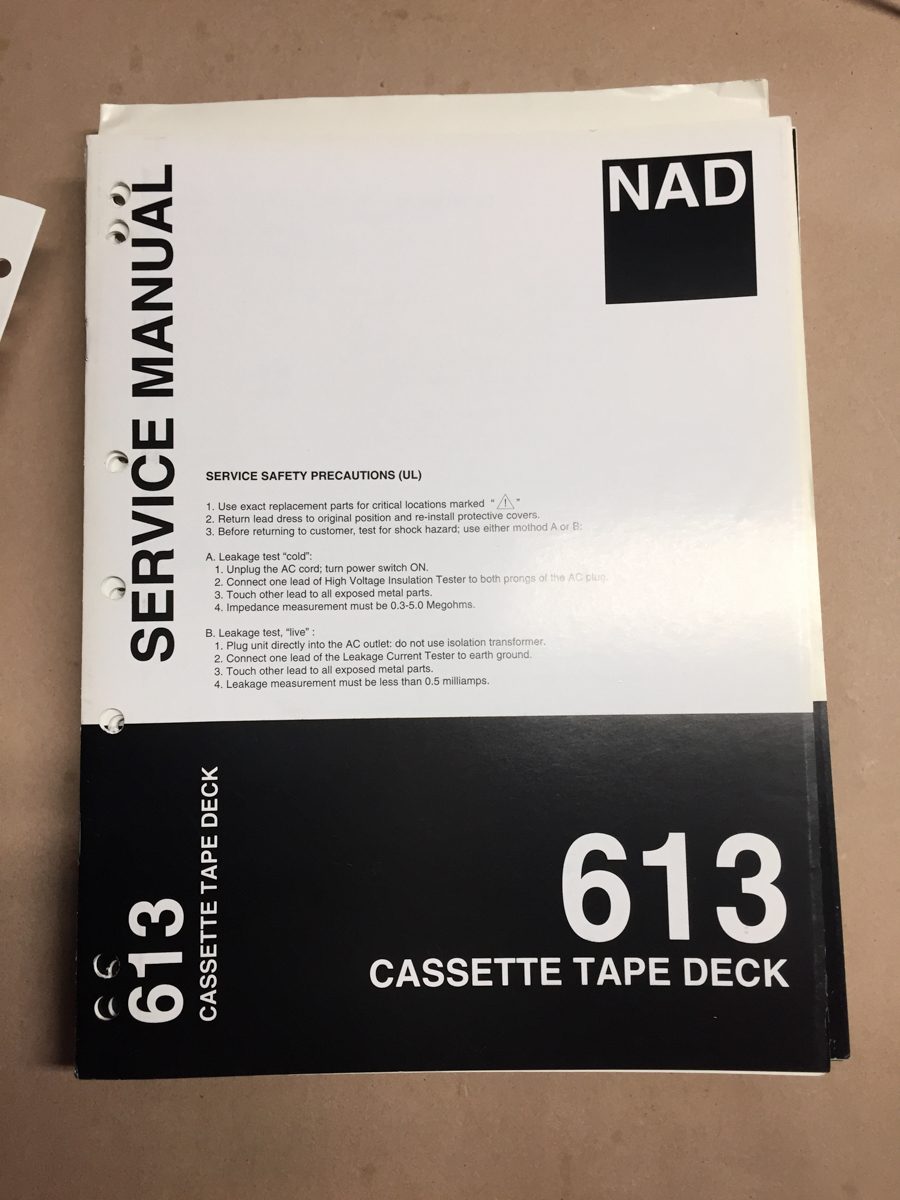 NAD
SERVICE MANUAL
SERVICE SAFETY PRECAUTIONS (UL)
1. Use exact replacement parts for critical locations marked " ⚠ "
2. Return lead dress to original position and re-install protective covers.
3. Before returning to customer, test for shock hazard; use either mothod A or B:
A. Leakage test “cold”:
1. Unplug the AC cord; turn power switch ON.
2. Connect one lead of High Voltage Insulation Tester to both prongs of the AC plug.
3. Touch other lead to all exposed metal parts.
4. Impedance measurement must be 0.3-5.0 Megohms.
B. Leakage test, “live” :
1. Plug unit directly into the AC outlet: do not use isolation transformer.
2. Connect one lead of the Leakage Current Tester to earth ground.
3. Touch other lead to all exposed metal parts.
4. Leakage measurement must be less than 0.5 milliamps.
613
CASSETTE TAPE DECK
613
CASSETTE TAPE DECK